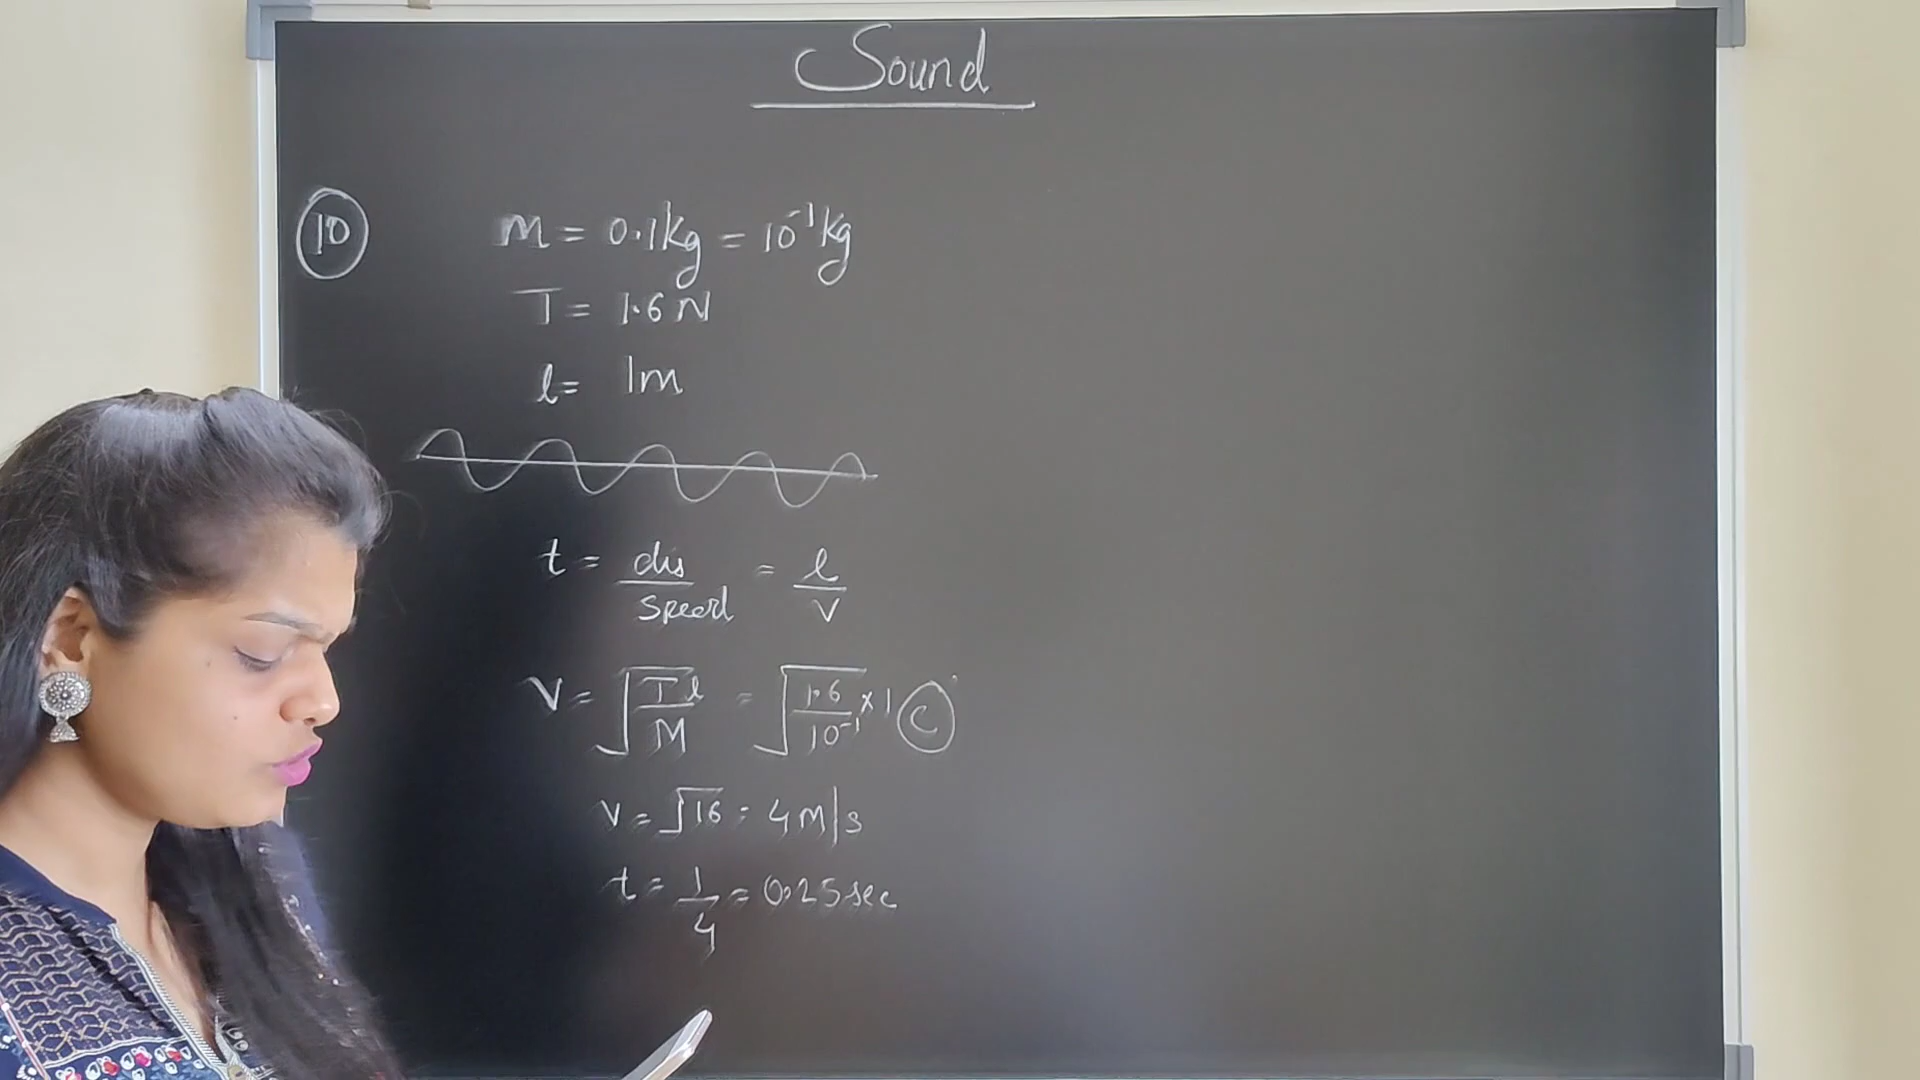 Sound
10 M = 0.1kg = 10⁻¹kg
T = 1.6 N
l = 1m
t = dis/speed = l/v
V = √(Tl/M) = √(1.6/10⁻¹ × 1) C
v = √16 = 4 m/s
t = 1/4 = 0.25 sec